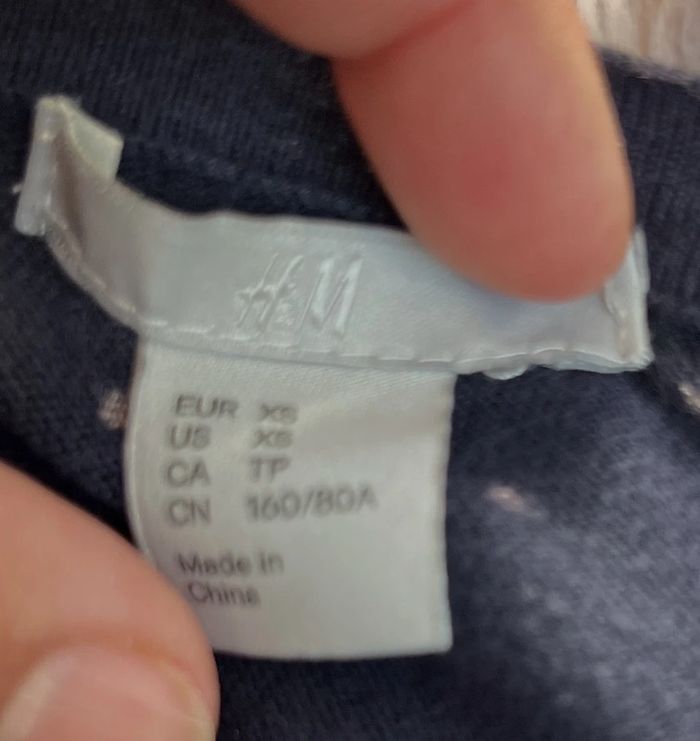 H&M
EUR XS
US XS
CA TP
CN 160/80A
Made in
China